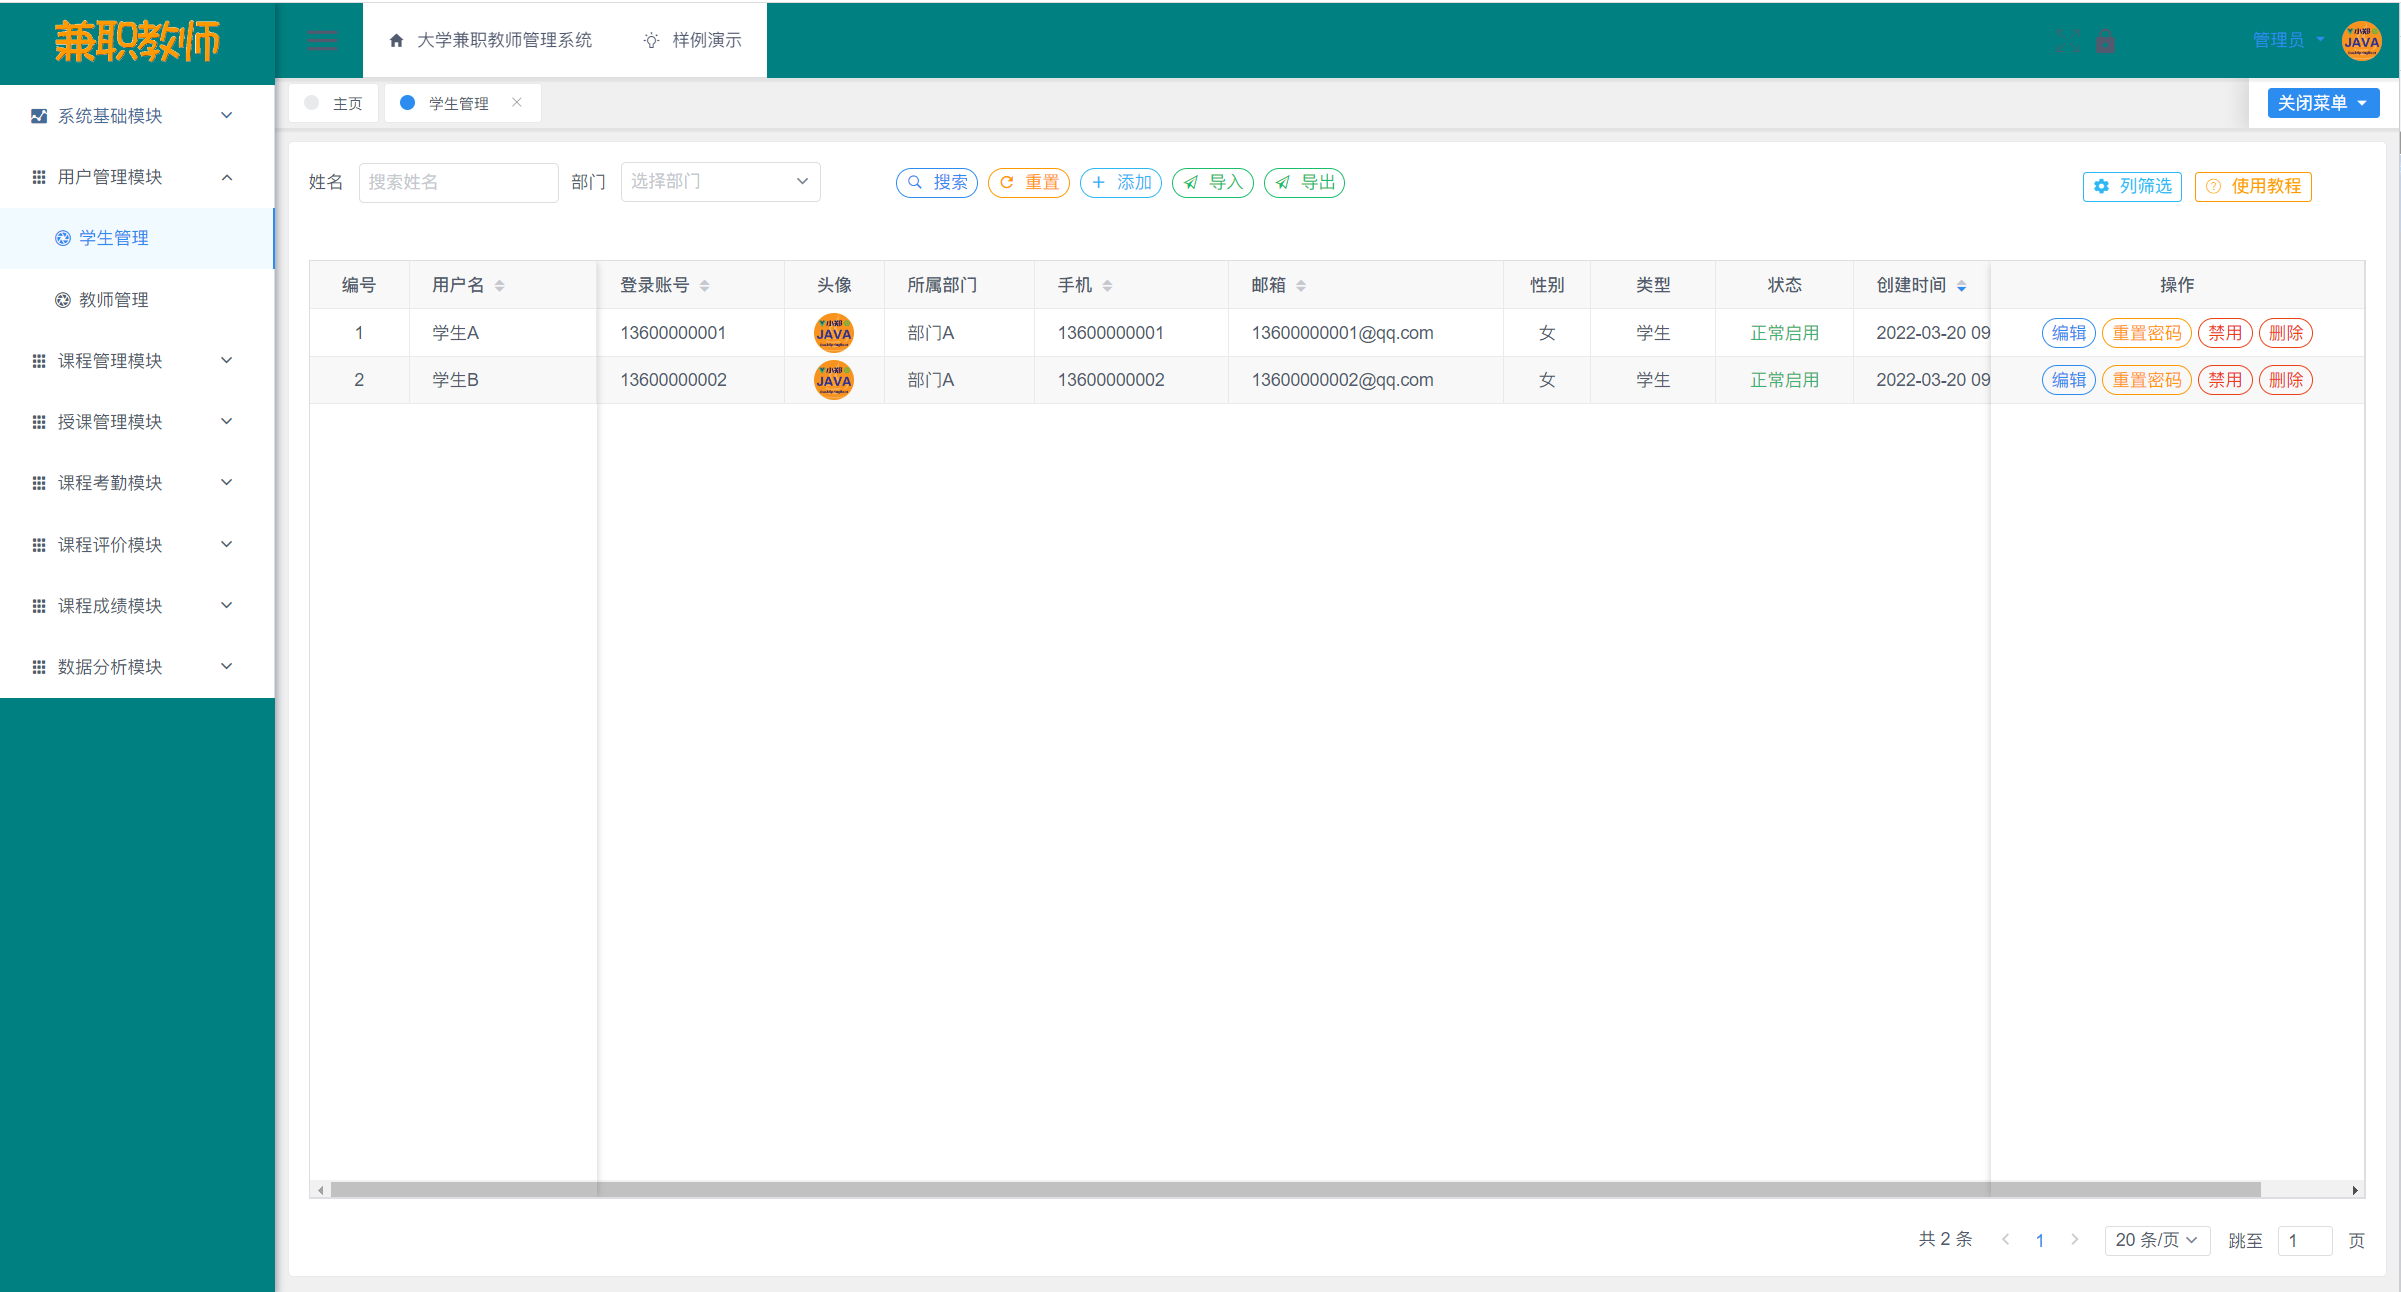 兼职教师
大学兼职教师管理系统 样例演示 管理员
主页 学生管理 关闭菜单
系统基础模块
用户管理模块
学生管理
教师管理
课程管理模块
授课管理模块
课程考勤模块
课程评价模块
课程成绩模块
数据分析模块
姓名 搜索姓名 部门 选择部门 搜索 重置 添加 导入 导出 列筛选 使用教程
编号 用户名 登录账号 头像 所属部门 手机 邮箱 性别 类型 状态 创建时间 操作
1 学生A 13600000001 小郑 JAVA 部门A 13600000001 13600000001@qq.com 女 学生 正常启用 2022-03-20 09 编辑 重置密码 禁用 删除
2 学生B 13600000002 小郑 JAVA 部门A 13600000002 13600000002@qq.com 女 学生 正常启用 2022-03-20 09 编辑 重置密码 禁用 删除
共 2 条 1 20 条/页 跳至 1 页